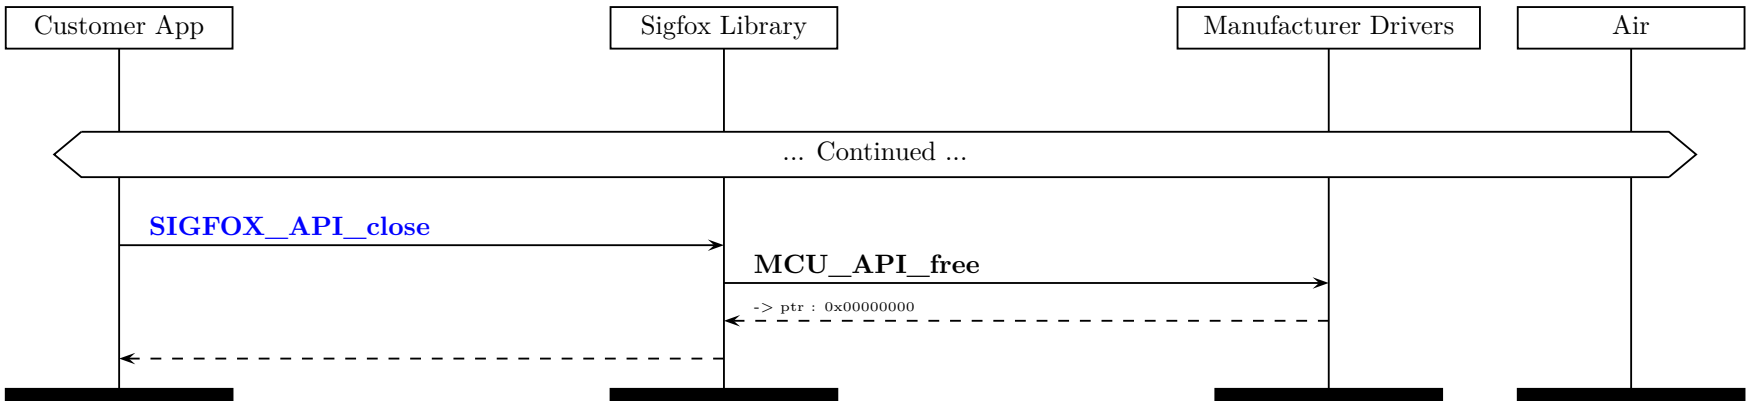 Customer App
Sigfox Library
Manufacturer Drivers
Air
... Continued ...
SIGFOX_API_close
MCU_API_free
-> ptr : 0x00000000